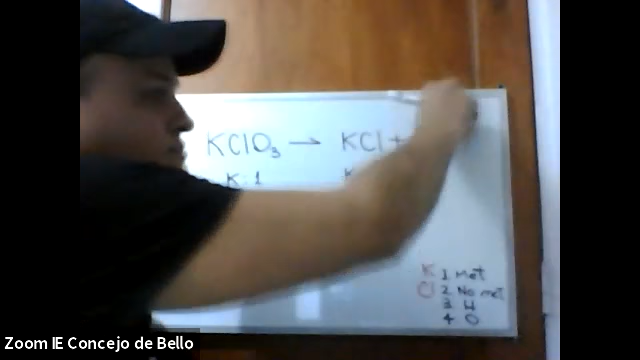 KClO₃ → KCl +
K: 1
K
K 1 met
Cl 2 No met
3 H
4 O
Zoom IE Concejo de Bello